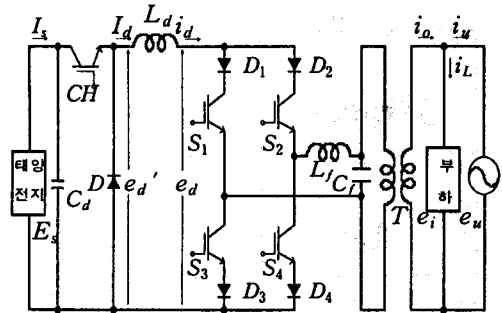 I_s I_d L_d i_d i_o i_u
CH
D_1 D_2
i_L
S_1 S_2
태양
전지
C_d D e_d′ e_d
L_f C_f
부
하
E_s
T e_i e_u
S_3 S_4
D_3 D_4